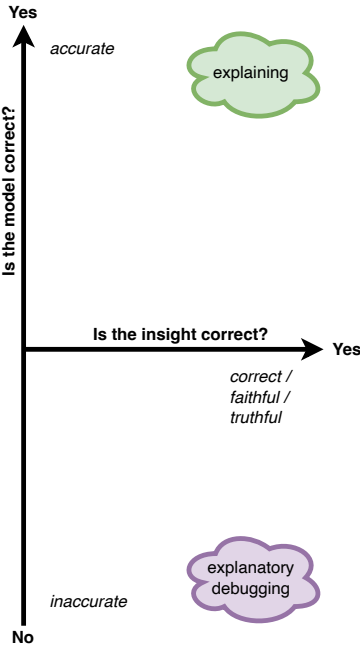 Yes
accurate
explaining
Is the model correct?
Is the insight correct?
Yes
correct /
faithful /
truthful
explanatory
debugging
inaccurate
No